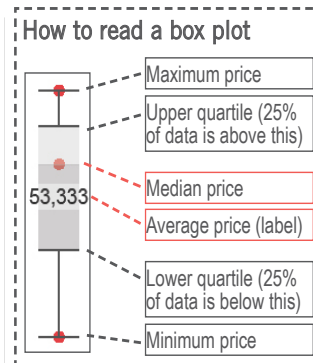 How to read a box plot
Maximum price
Upper quartile (25%
of data is above this)
Median price
53,333
Average price (label)
Lower quartile (25%
of data is below this)
Minimum price